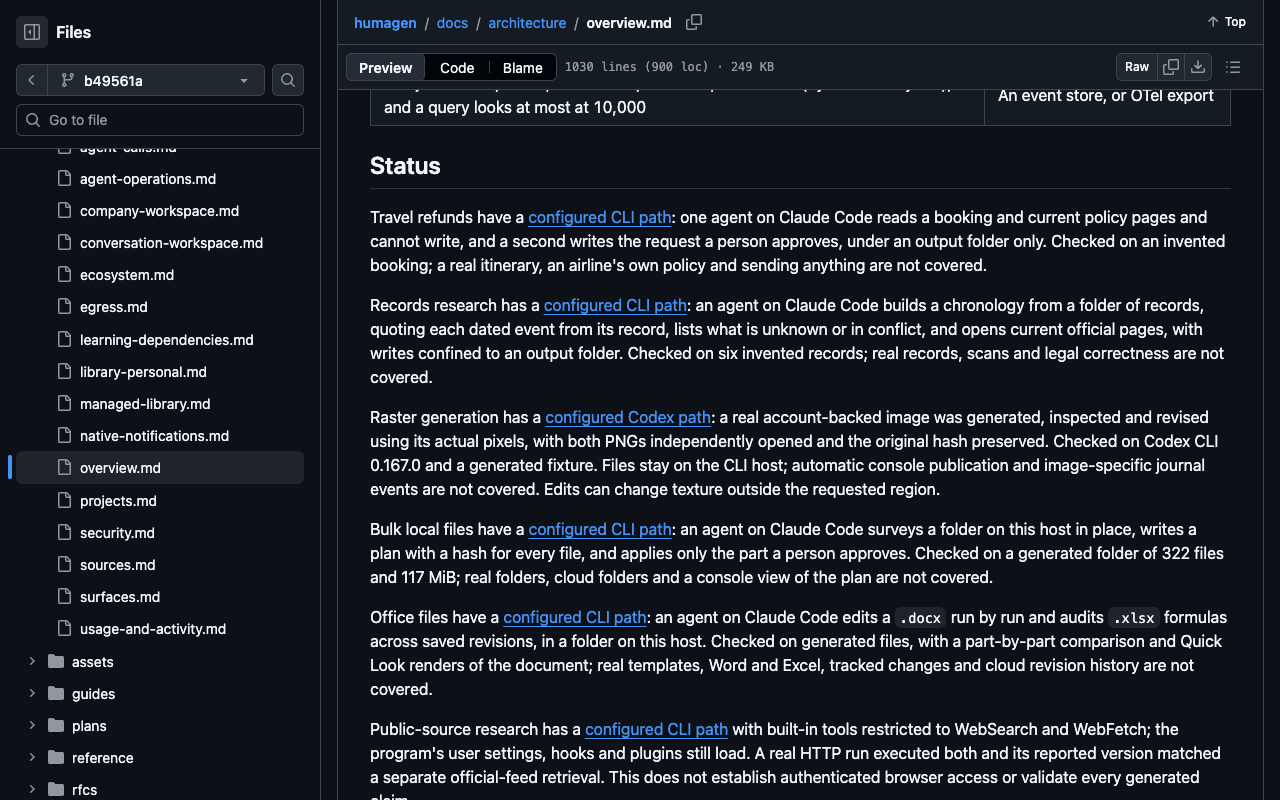 Files
b49561a
Go to file
agent-calls.md
agent-operations.md
company-workspace.md
conversation-workspace.md
ecosystem.md
egress.md
learning-dependencies.md
library-personal.md
managed-library.md
native-notifications.md
overview.md
projects.md
security.md
sources.md
surfaces.md
usage-and-activity.md
assets
guides
plans
reference
rfcs
humagen / docs / architecture / overview.md
Top
Preview Code Blame 1030 lines (900 loc) · 249 KB Raw
and a query looks at most at 10,000
An event store, or OTel export
Status
Travel refunds have a configured CLI path: one agent on Claude Code reads a booking and current policy pages and
cannot write, and a second writes the request a person approves, under an output folder only. Checked on an invented
booking; a real itinerary, an airline's own policy and sending anything are not covered.
Records research has a configured CLI path: an agent on Claude Code builds a chronology from a folder of records,
quoting each dated event from its record, lists what is unknown or in conflict, and opens current official pages, with
writes confined to an output folder. Checked on six invented records; real records, scans and legal correctness are not
covered.
Raster generation has a configured Codex path: a real account-backed image was generated, inspected and revised
using its actual pixels, with both PNGs independently opened and the original hash preserved. Checked on Codex CLI
0.167.0 and a generated fixture. Files stay on the CLI host; automatic console publication and image-specific journal
events are not covered. Edits can change texture outside the requested region.
Bulk local files have a configured CLI path: an agent on Claude Code surveys a folder on this host in place, writes a
plan with a hash for every file, and applies only the part a person approves. Checked on a generated folder of 322 files
and 117 MiB; real folders, cloud folders and a console view of the plan are not covered.
Office files have a configured CLI path: an agent on Claude Code edits a .docx run by run and audits .xlsx formulas
across saved revisions, in a folder on this host. Checked on generated files, with a part-by-part comparison and Quick
Look renders of the document; real templates, Word and Excel, tracked changes and cloud revision history are not
covered.
Public-source research has a configured CLI path with built-in tools restricted to WebSearch and WebFetch; the
program's user settings, hooks and plugins still load. A real HTTP run executed both and its reported version matched
a separate official-feed retrieval. This does not establish authenticated browser access or validate every generated
claim.